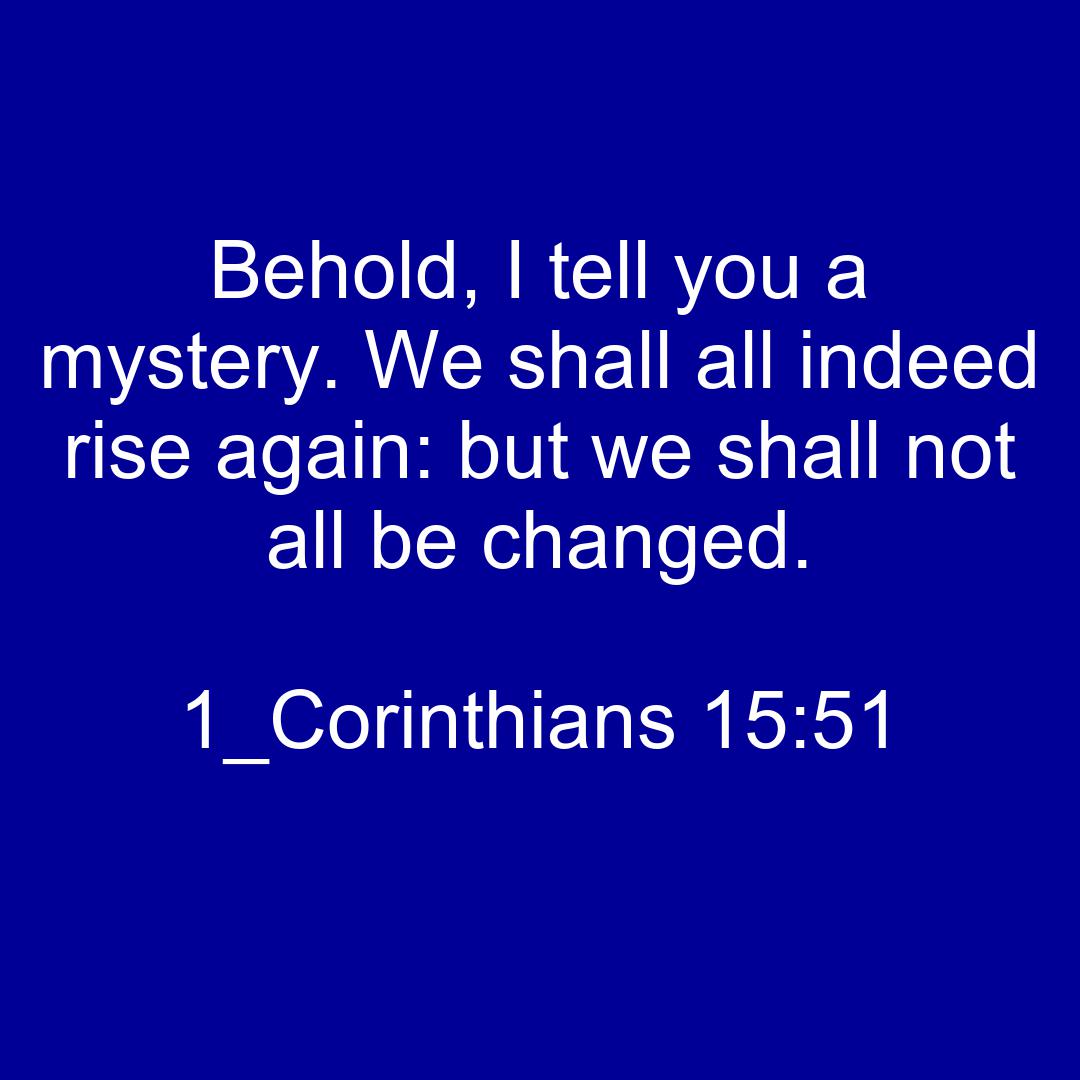 Behold, I tell you a
mystery. We shall all indeed
rise again: but we shall not
all be changed.
1_Corinthians 15:51